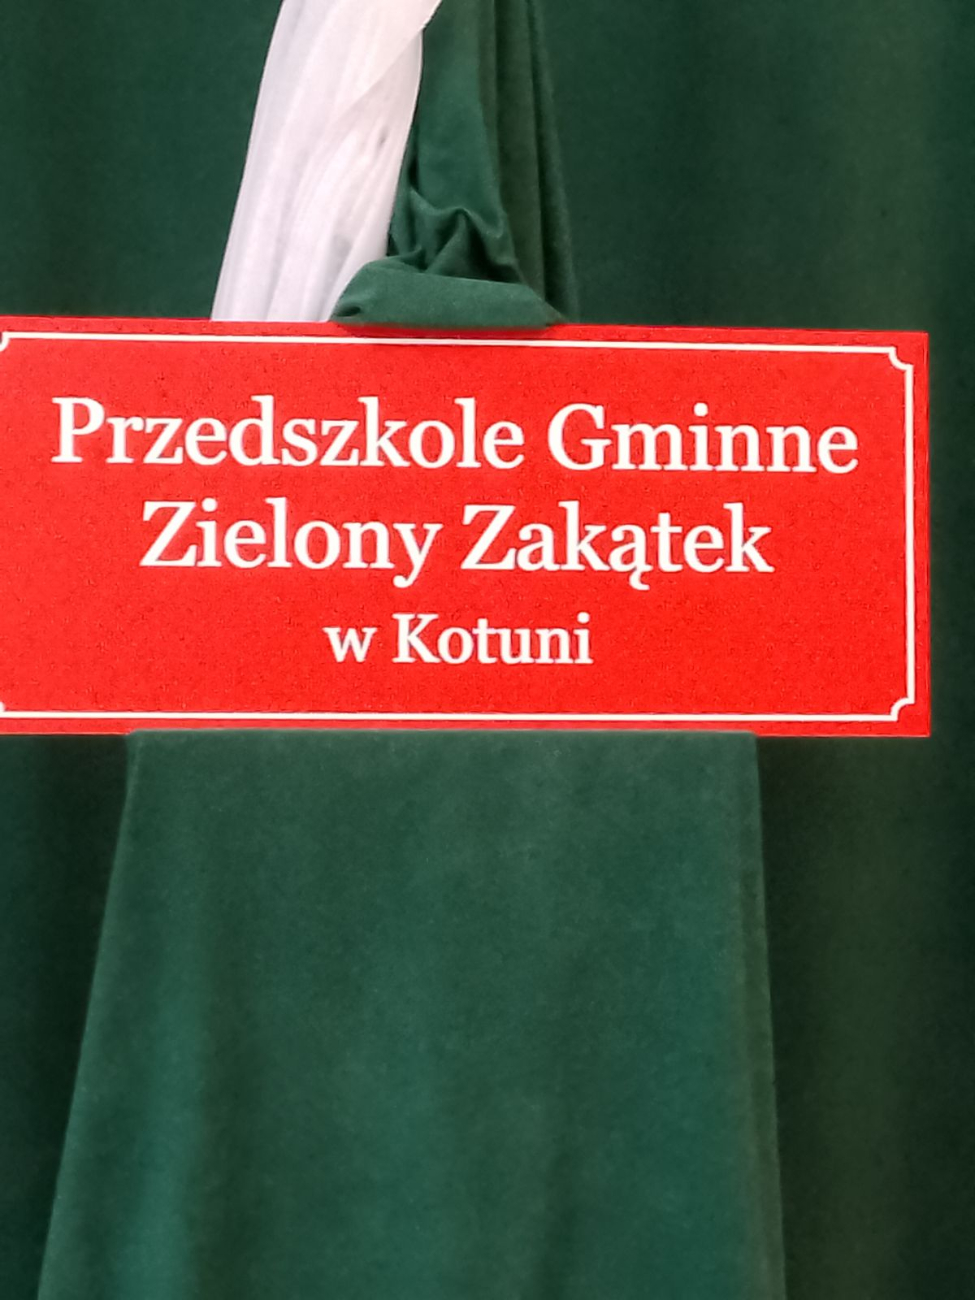 Przedszkole Gminne
Zielony Zakątek
w Kotuni